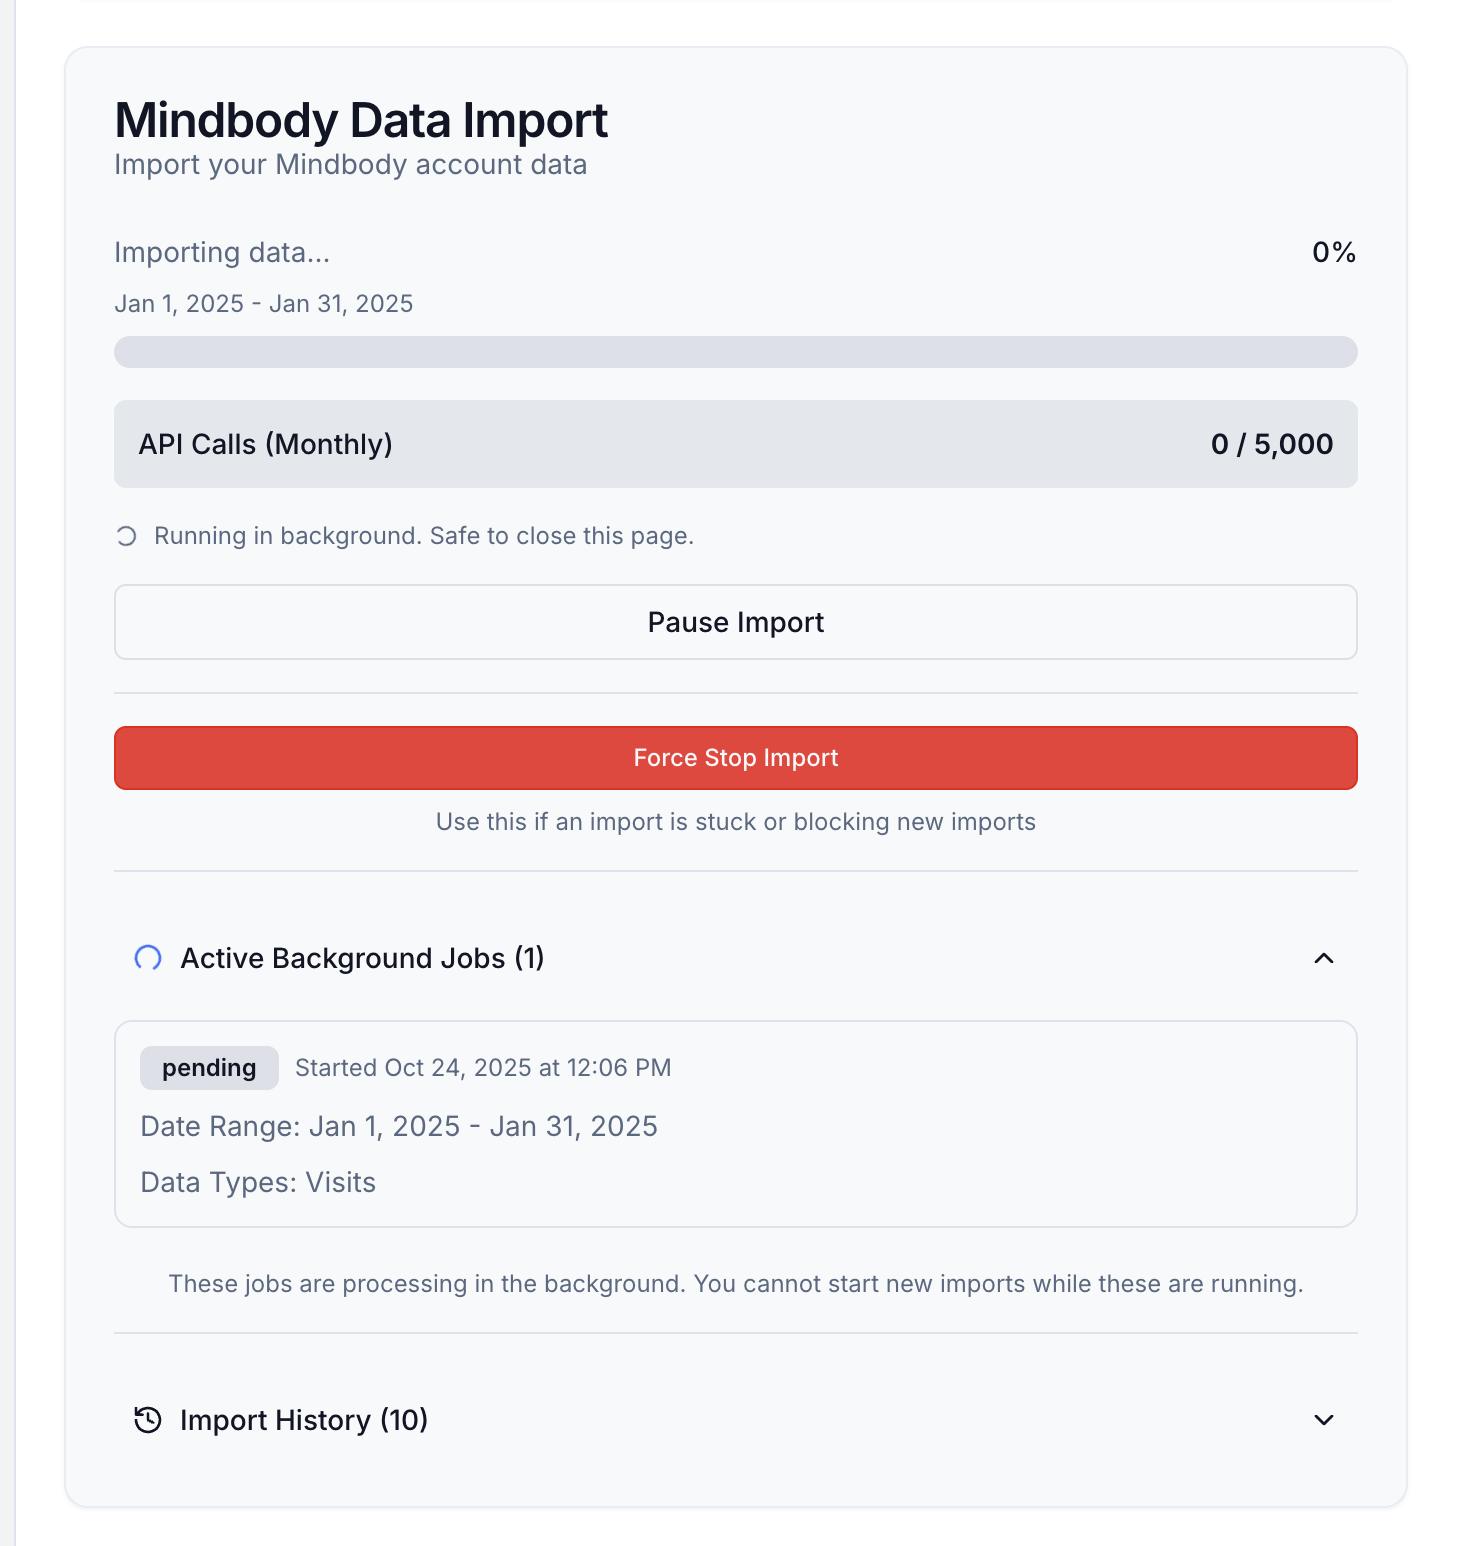 Mindbody Data Import
Import your Mindbody account data
Importing data...
0%
Jan 1, 2025 - Jan 31, 2025
API Calls (Monthly)
0 / 5,000
Running in background. Safe to close this page.
Pause Import
Force Stop Import
Use this if an import is stuck or blocking new imports
Active Background Jobs (1)
pending
Started Oct 24, 2025 at 12:06 PM
Date Range: Jan 1, 2025 - Jan 31, 2025
Data Types: Visits
These jobs are processing in the background. You cannot start new imports while these are running.
Import History (10)